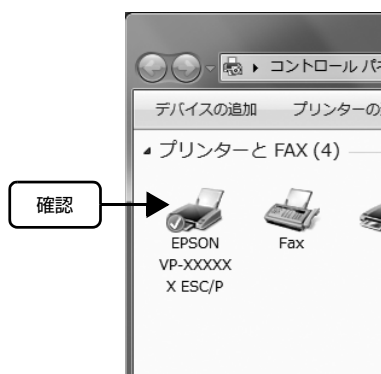 コントロール パネ
デバイスの追加 プリンターの
プリンターと FAX (4)
確認
EPSON
VP-XXXXX
X ESC/P
Fax